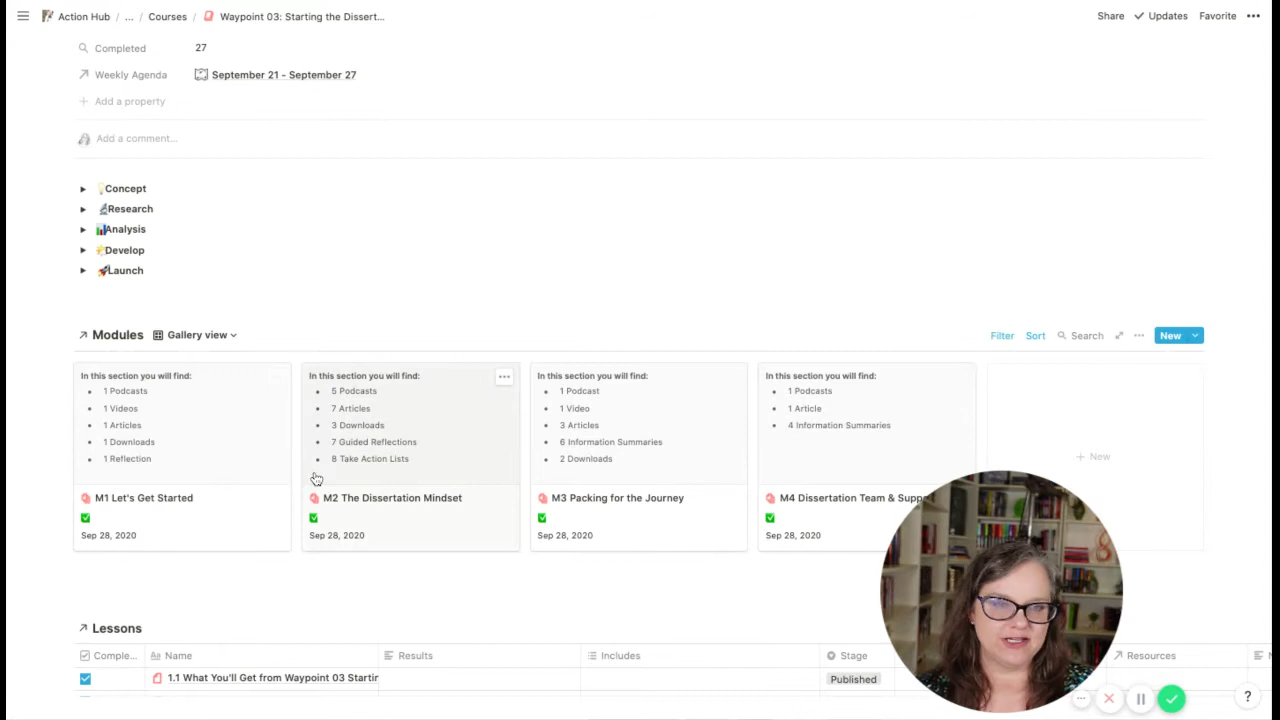 Action Hub / ... / Courses / Waypoint 03: Starting the Dissert...
Share Updates Favorite
Completed 27
Weekly Agenda September 21 - September 27
Add a property
Add a comment...
Concept
Research
Analysis
Develop
Launch
Modules Gallery view
Filter Sort Search New
In this section you will find:
• 1 Podcasts
• 1 Videos
• 1 Articles
• 1 Downloads
• 1 Reflection
M1 Let's Get Started
Sep 28, 2020
In this section you will find:
• 5 Podcasts
• 7 Articles
• 3 Downloads
• 7 Guided Reflections
• 8 Take Action Lists
M2 The Dissertation Mindset
Sep 28, 2020
In this section you will find:
• 1 Podcast
• 1 Video
• 3 Articles
• 6 Information Summaries
• 2 Downloads
M3 Packing for the Journey
Sep 28, 2020
In this section you will find:
• 1 Podcasts
• 1 Article
• 4 Information Summaries
M4 Dissertation Team & Supp
Sep 28, 2020
+ New
Lessons
Comple... Aa Name Results Includes Stage Resources
1.1 What You'll Get from Waypoint 03 Startir Published
?